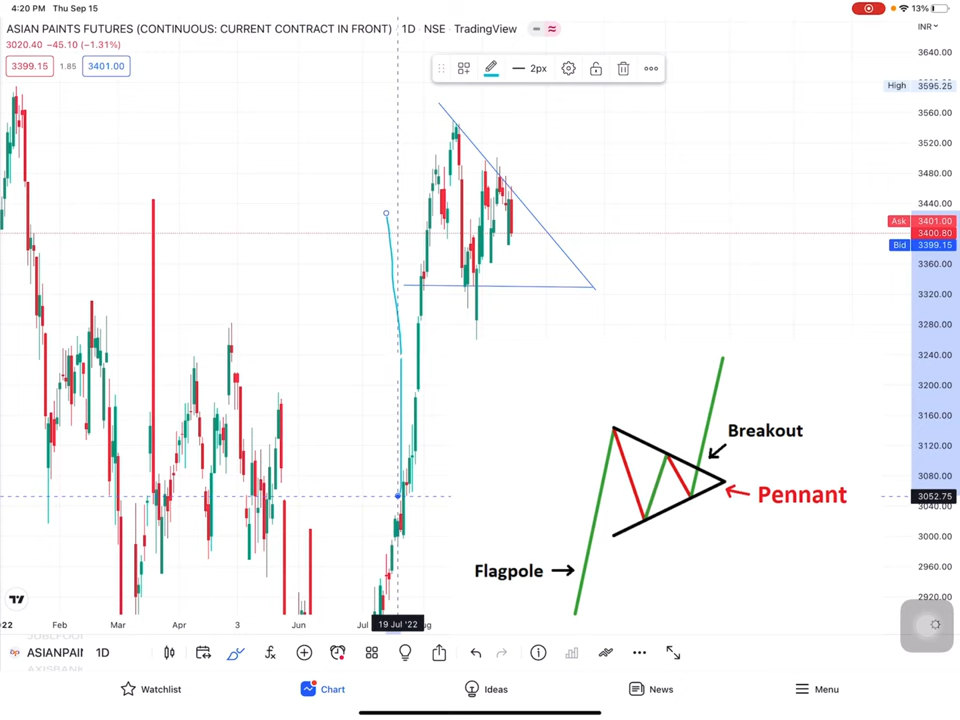 4:20 PM Thu Sep 15
13%
ASIAN PAINTS FUTURES (CONTINUOUS: CURRENT CONTRACT IN FRONT) 1D · NSE · TradingView
INR
3020.40 −45.10 (−1.31%)
3399.15 1.85 3401.00
2px
3640.00
High 3595.25
3560.00
3520.00
3480.00
3440.00
Ask 3401.00
3400.80
Bid 3399.15
3360.00
3320.00
3280.00
3240.00
3200.00
3160.00
3120.00
3080.00
3052.75
3040.00
3000.00
2960.00
2920.00
Breakout
Pennant
Flagpole
22 Feb Mar Apr 3 Jun Jul 19 Jul '22
ASIANPAIN 1D
AXISBANK
Watchlist Chart Ideas News Menu